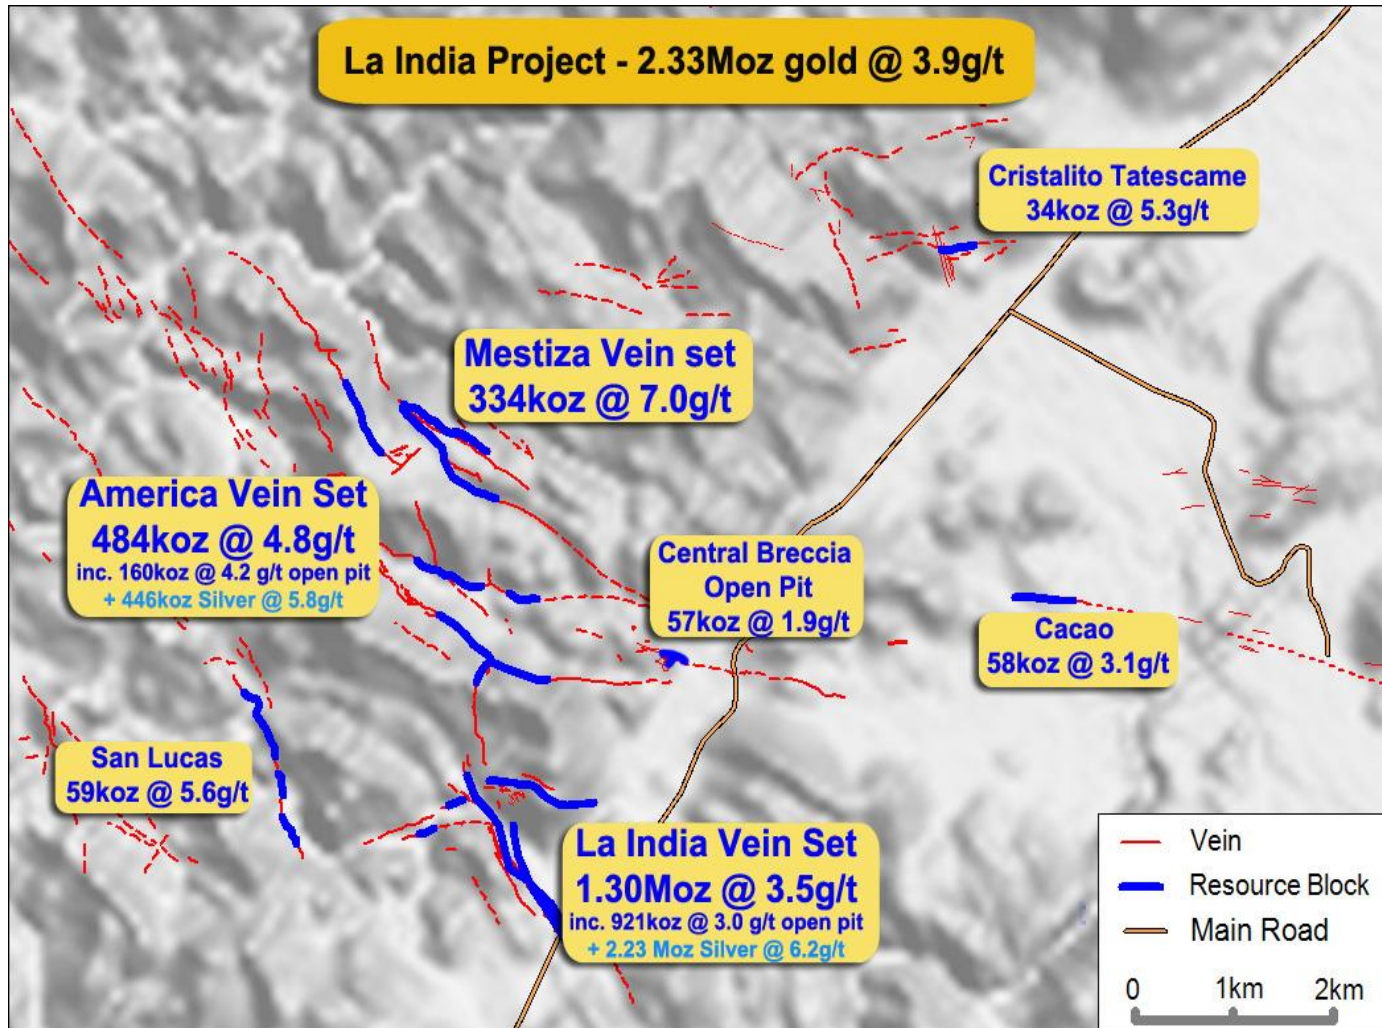 La India Project - 2.33Moz gold @ 3.9g/t
Cristalito Tatescame
34koz @ 5.3g/t
Mestiza Vein set
334koz @ 7.0g/t
America Vein Set
484koz @ 4.8g/t
inc. 160koz @ 4.2 g/t open pit
+ 446koz Silver @ 5.8g/t
Central Breccia
Open Pit
57koz @ 1.9g/t
Cacao
58koz @ 3.1g/t
San Lucas
59koz @ 5.6g/t
La India Vein Set
1.30Moz @ 3.5g/t
inc. 921koz @ 3.0 g/t open pit
+ 2.23 Moz Silver @ 6.2g/t
Vein
Resource Block
Main Road
0 1km 2km